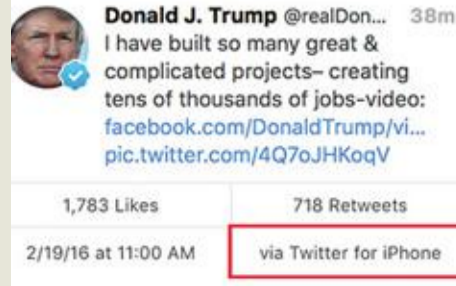 Donald J. Trump @realDon... 38m
I have built so many great &
complicated projects– creating
tens of thousands of jobs-video:
facebook.com/DonaldTrump/vi...
pic.twitter.com/4Q7oJHKoqV
1,783 Likes 718 Retweets
2/19/16 at 11:00 AM via Twitter for iPhone